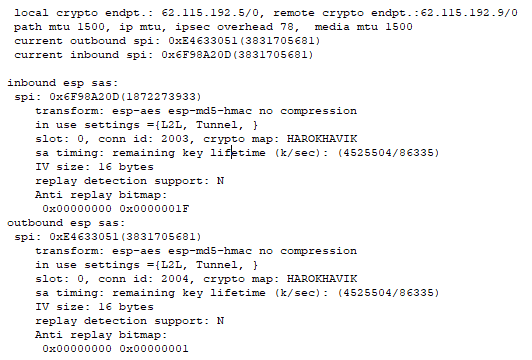 local crypto endpt.: 62.115.192.5/0, remote crypto endpt.:62.115.192.9/0
path mtu 1500, ip mtu, ipsec overhead 78, media mtu 1500
current outbound spi: 0xE4633051(3831705681)
current inbound spi: 0x6F98A20D(3831705681)
inbound esp sas:
spi: 0x6F98A20D(1872273933)
transform: esp-aes esp-md5-hmac no compression
in use settings ={L2L, Tunnel, }
slot: 0, conn id: 2003, crypto map: HAROKHAVIK
sa timing: remaining key lifetime (k/sec): (4525504/86335)
IV size: 16 bytes
replay detection support: N
Anti replay bitmap:
0x00000000 0x0000001F
outbound esp sas:
spi: 0xE4633051(3831705681)
transform: esp-aes esp-md5-hmac no compression
in use settings ={L2L, Tunnel, }
slot: 0, conn id: 2004, crypto map: HAROKHAVIK
sa timing: remaining key lifetime (k/sec): (4525504/86335)
IV size: 16 bytes
replay detection support: N
Anti replay bitmap:
0x00000000 0x00000001